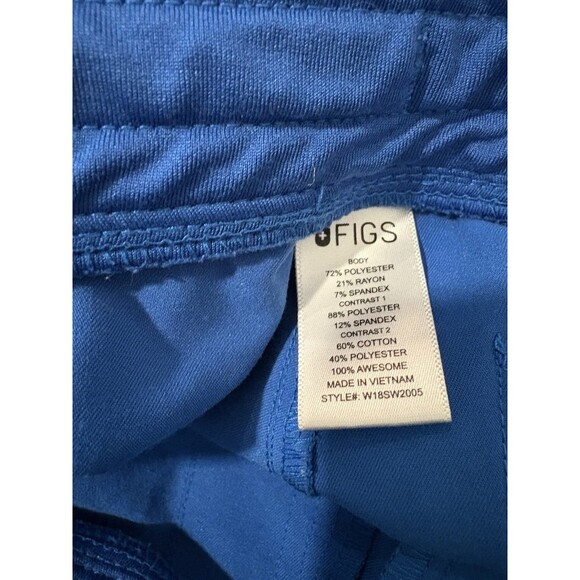 FIGS
BODY
72% POLYESTER
21% RAYON
7% SPANDEX
CONTRAST 1
88% POLYESTER
12% SPANDEX
CONTRAST 2
60% COTTON
40% POLYESTER
100% AWESOME
MADE IN VIETNAM
STYLE#: W18SW2005